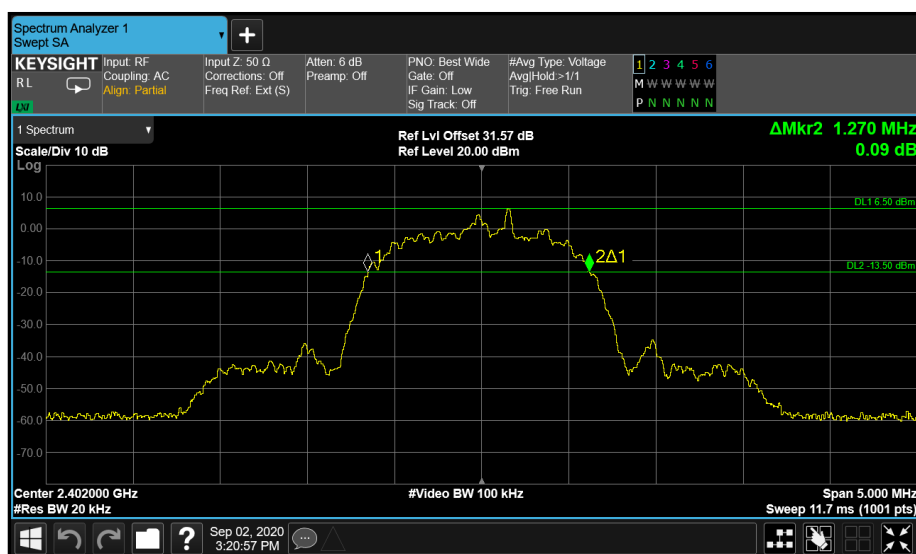 Spectrum Analyzer 1
Swept SA
+
KEYSIGHT Input: RF Input Z: 50 Ω Atten: 6 dB PNO: Best Wide #Avg Type: Voltage 1 2 3 4 5 6
RL Coupling: AC Corrections: Off Preamp: Off Gate: Off Avg|Hold:>1/1 M W W W W W
Align: Partial Freq Ref: Ext (S) IF Gain: Low Trig: Free Run
LXI Sig Track: Off P N N N N N
1 Spectrum Ref Lvl Offset 31.57 dB ΔMkr2 1.270 MHz
Scale/Div 10 dB Ref Level 20.00 dBm 0.09 dB
Log
10.0 DL1 6.50 dBm
0.00
-10.0 1 2Δ1 DL2 -13.50 dBm
-20.0
-30.0
-40.0
-50.0
-60.0
-70.0
Center 2.402000 GHz #Video BW 100 kHz Span 5.000 MHz
#Res BW 20 kHz Sweep 11.7 ms (1001 pts)
? Sep 02, 2020
3:20:57 PM